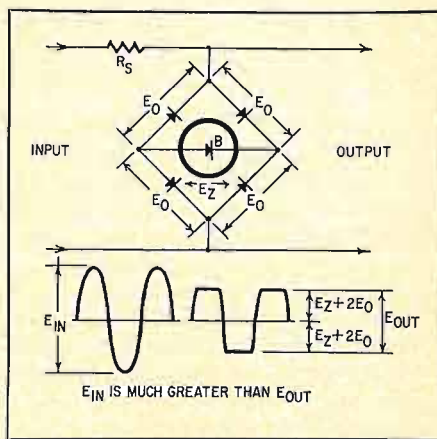 R_S
E_O E_O
B
INPUT OUTPUT
E_Z
E_O E_O
E_IN
E_Z+2E_O
E_Z+2E_O
E_OUT
E_IN IS MUCH GREATER THAN E_OUT